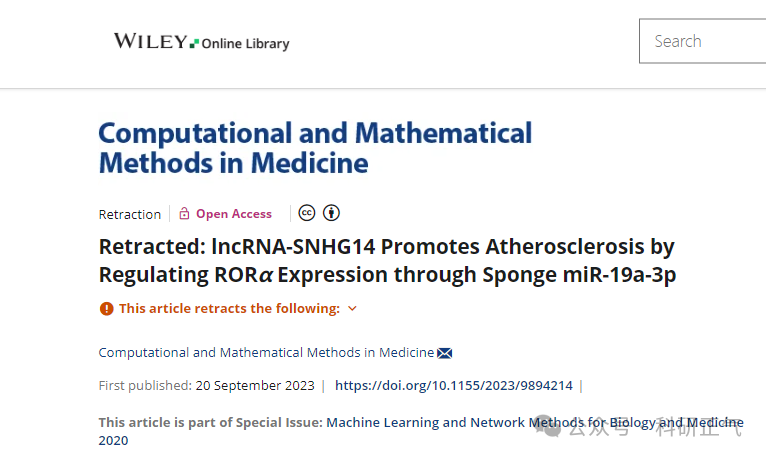 WILEY Online Library
Search
Computational and Mathematical
Methods in Medicine
Retraction Open Access
Retracted: lncRNA-SNHG14 Promotes Atherosclerosis by
Regulating RORα Expression through Sponge miR-19a-3p
This article retracts the following:
Computational and Mathematical Methods in Medicine
First published: 20 September 2023 | https://doi.org/10.1155/2023/9894214 |
This article is part of Special Issue: Machine Learning and Network Methods for Biology and Medicine
2020
公众号 · 科研正气